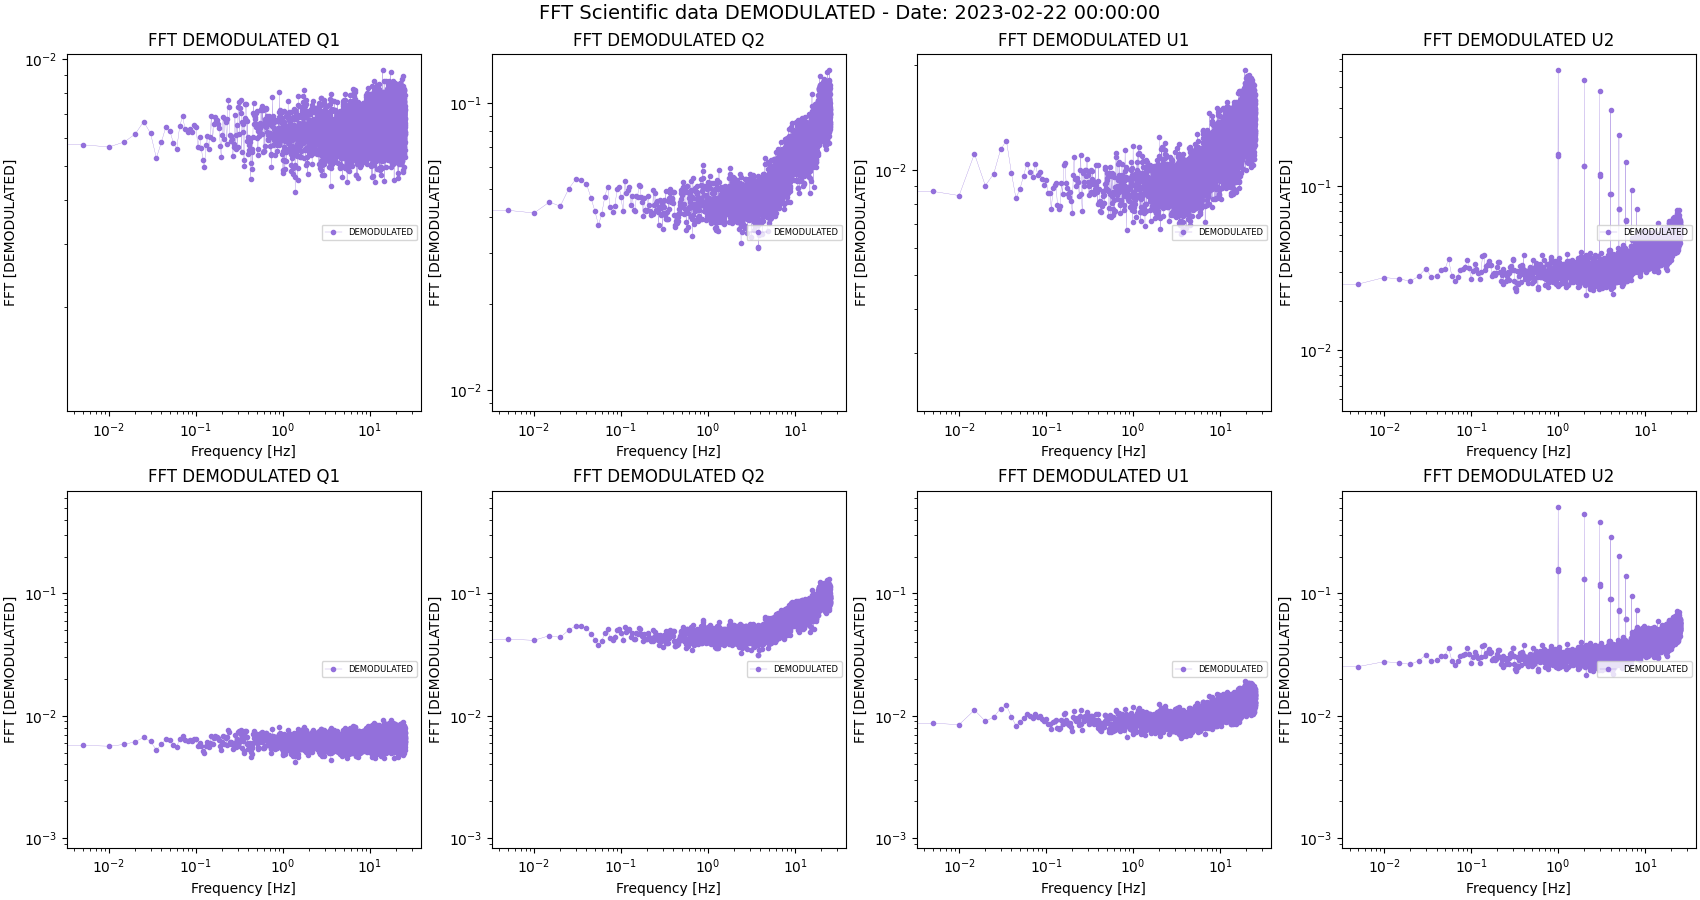 FFT Scientific data DEMODULATED - Date: 2023-02-22 00:00:00
FFT DEMODULATED Q1
FFT [DEMODULATED]
10⁻²
DEMODULATED
10⁻² 10⁻¹ 10⁰ 10¹
Frequency [Hz]
FFT DEMODULATED Q2
FFT [DEMODULATED]
10⁻¹
10⁻²
DEMODULATED
10⁻² 10⁻¹ 10⁰ 10¹
Frequency [Hz]
FFT DEMODULATED U1
FFT [DEMODULATED]
10⁻²
DEMODULATED
10⁻² 10⁻¹ 10⁰ 10¹
Frequency [Hz]
FFT DEMODULATED U2
FFT [DEMODULATED]
10⁻¹
10⁻²
DEMODULATED
10⁻² 10⁻¹ 10⁰ 10¹
Frequency [Hz]
FFT DEMODULATED Q1
FFT [DEMODULATED]
10⁻¹
10⁻²
10⁻³
DEMODULATED
10⁻² 10⁻¹ 10⁰ 10¹
Frequency [Hz]
FFT DEMODULATED Q2
FFT [DEMODULATED]
10⁻¹
10⁻²
10⁻³
DEMODULATED
10⁻² 10⁻¹ 10⁰ 10¹
Frequency [Hz]
FFT DEMODULATED U1
FFT [DEMODULATED]
10⁻¹
10⁻²
10⁻³
DEMODULATED
10⁻² 10⁻¹ 10⁰ 10¹
Frequency [Hz]
FFT DEMODULATED U2
FFT [DEMODULATED]
10⁻¹
10⁻²
10⁻³
DEMODULATED
10⁻² 10⁻¹ 10⁰ 10¹
Frequency [Hz]